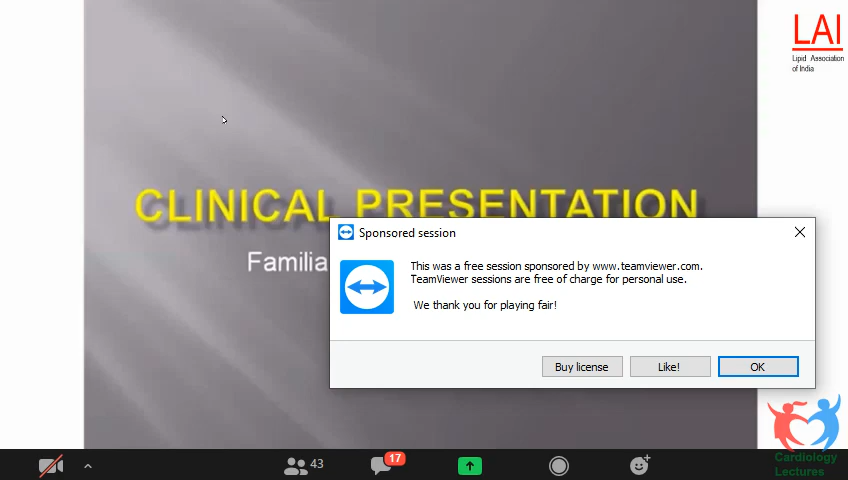 LAI
Lipid Association
of India
CLINICAL PRESENTATION
Familia
Sponsored session
This was a free session sponsored by www.teamviewer.com.
TeamViewer sessions are free of charge for personal use.
We thank you for playing fair!
Buy license
Like!
OK
43
17
Cardiology
Lectures